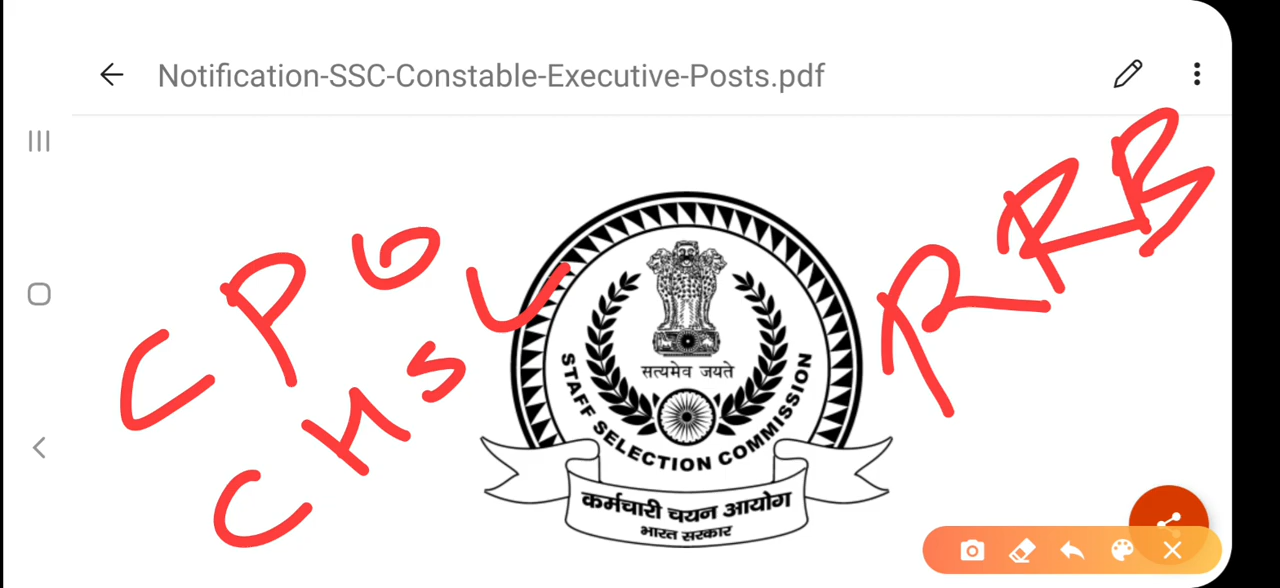 Notification-SSC-Constable-Executive-Posts.pdf
CPO
CHSL
RRB
सत्यमेव जयते
STAFF SELECTION COMMISSION
कर्मचारी चयन आयोग
भारत सरकार